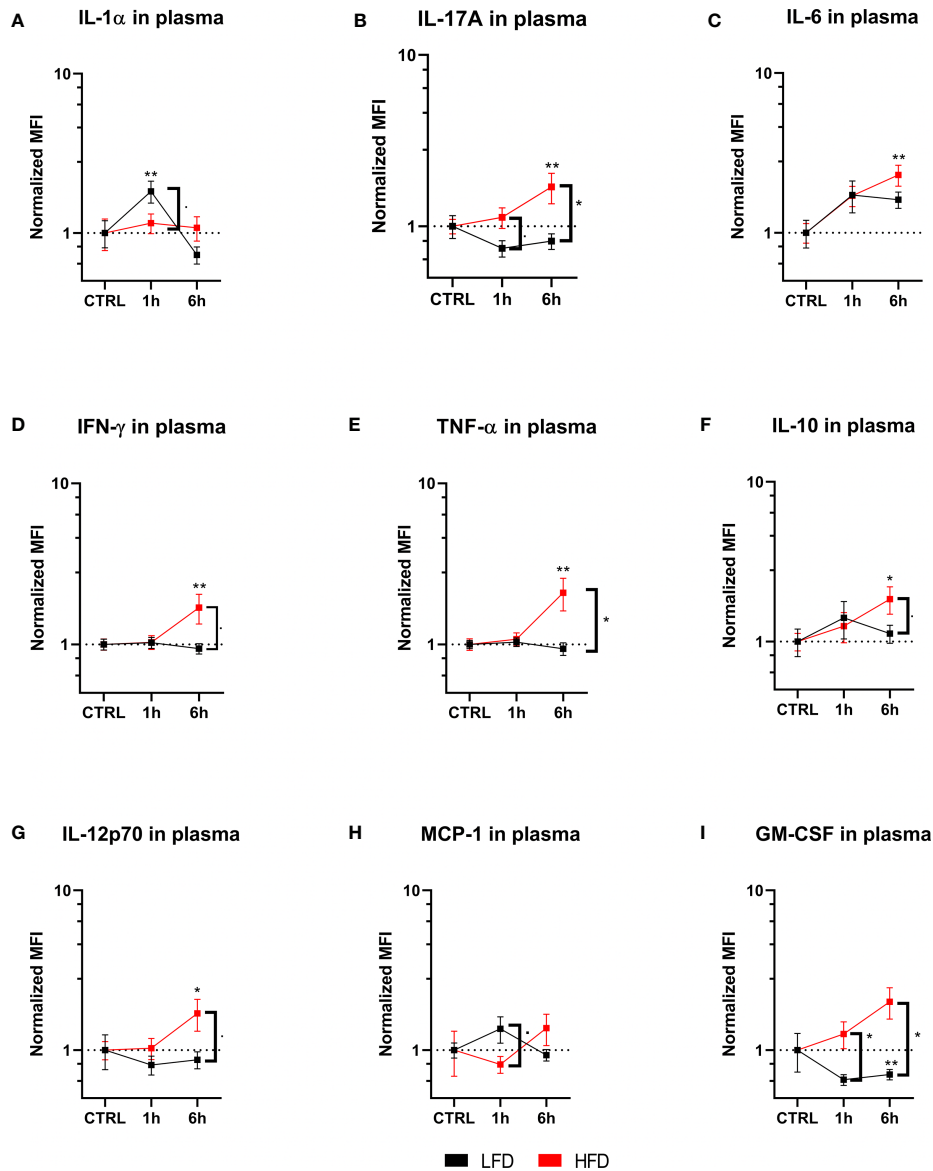 A IL-1α in plasma
10
Normalized MFI
**
.
1
CTRL 1h 6h
B IL-17A in plasma
10
Normalized MFI
**
*
.
1
CTRL 1h 6h
C IL-6 in plasma
10
Normalized MFI
**
1
CTRL 1h 6h
D IFN-γ in plasma
10
Normalized MFI
**
.
1
CTRL 1h 6h
E TNF-α in plasma
10
Normalized MFI
**
*
1
CTRL 1h 6h
F IL-10 in plasma
10
Normalized MFI
*
.
1
CTRL 1h 6h
G IL-12p70 in plasma
10
Normalized MFI
*
.
1
CTRL 1h 6h
H MCP-1 in plasma
10
Normalized MFI
.
1
CTRL 1h 6h
I GM-CSF in plasma
10
Normalized MFI
* *
1
**
CTRL 1h 6h
LFD HFD